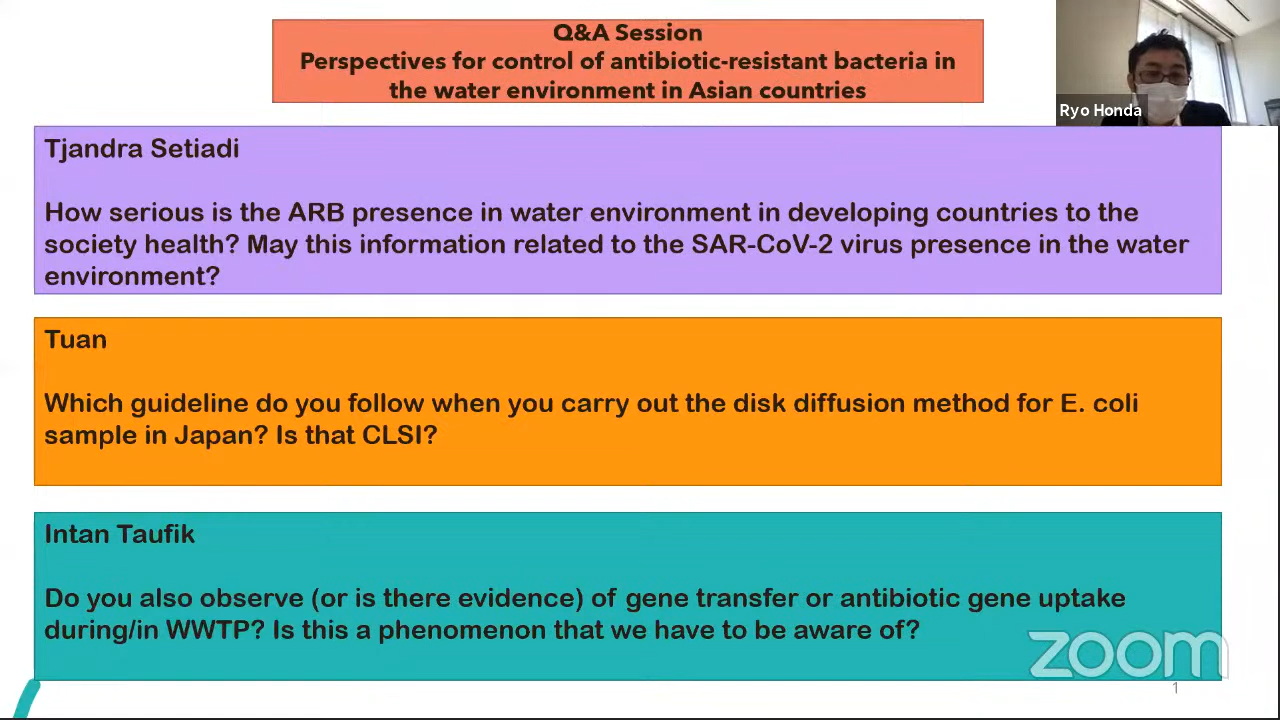 Q&A Session
Perspectives for control of antibiotic-resistant bacteria in
the water environment in Asian countries
Ryo Honda
Tjandra Setiadi
How serious is the ARB presence in water environment in developing countries to the
society health? May this information related to the SAR-CoV-2 virus presence in the water
environment?
Tuan
Which guideline do you follow when you carry out the disk diffusion method for E. coli
sample in Japan? Is that CLSI?
Intan Taufik
Do you also observe (or is there evidence) of gene transfer or antibiotic gene uptake
during/in WWTP? Is this a phenomenon that we have to be aware of?
zoom
1